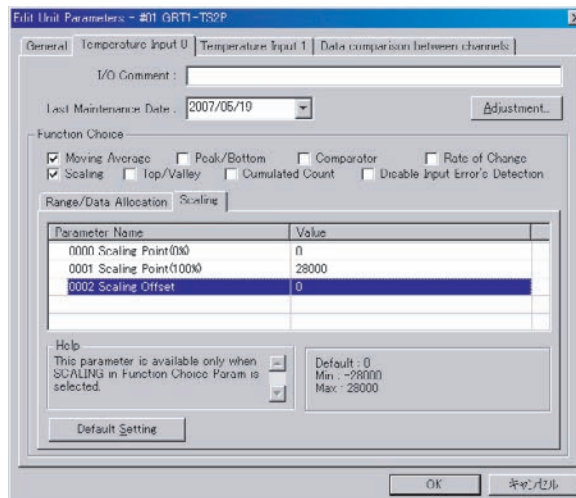 Edit Unit Parameters - #01 GRT1-TS2P
General Temperature Input 0 Temperature Input 1 Data comparison between channels
I/O Comment :
Last Maintenance Date : 2007/05/19 Adjustment..
Function Choice
Moving Average Peak/Bottom Comparator Rate of Change
Scaling Top/Valley Cumulated Count Disable Input Error's Detection
Range/Data Allocation Scaling
Parameter Name Value
0000 Scaling Point(0%) 0
0001 Scaling Point(100%) 28000
0002 Scaling Offset 0
Help
This parameter is available only when
SCALING in Function Choice Param is
selected.
Default : 0
Min : -28000
Max : 28000
Default Setting
OK キャンセル